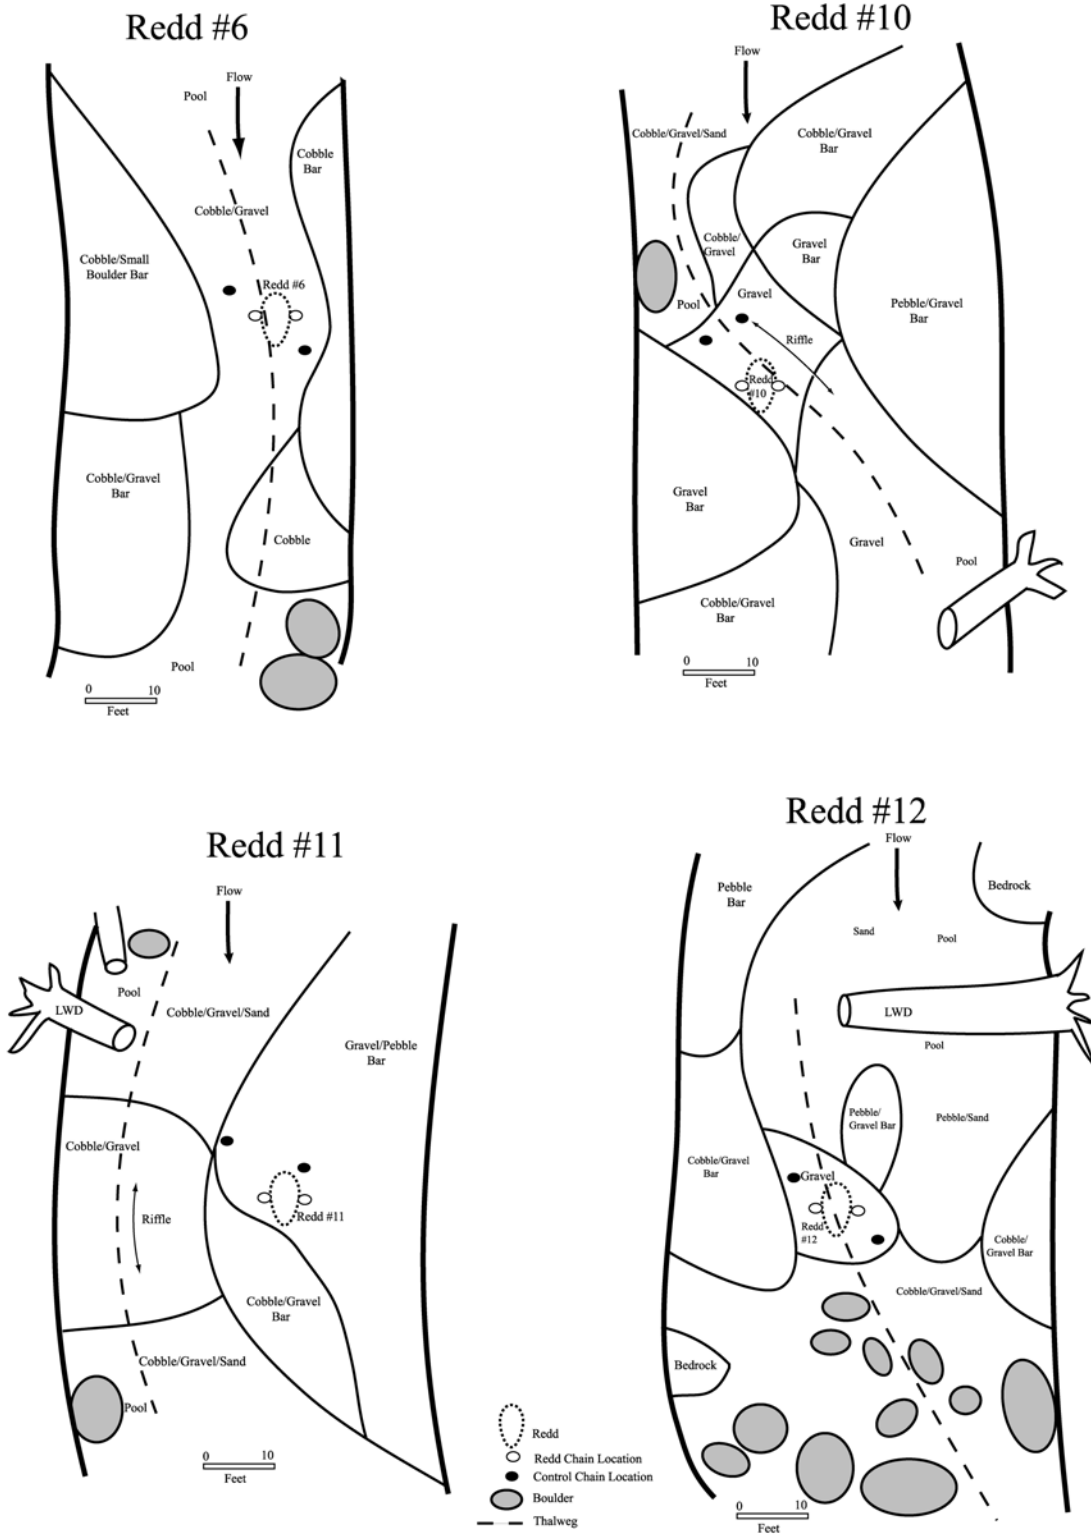 Redd #6
Flow
Pool
Cobble
Bar
Cobble/Gravel
Cobble/Small
Boulder Bar
Redd #6
Cobble/Gravel
Bar
Cobble
Pool
0 10
Feet
Redd #10
Flow
Cobble/Gravel/Sand
Cobble/Gravel
Bar
Cobble/
Gravel
Gravel
Bar
Pool
Gravel
Pebble/Gravel
Bar
Riffle
Redd
#10
Gravel
Bar
Gravel
Pool
Cobble/Gravel
Bar
0 10
Feet
Redd #11
Flow
Pool
LWD
Cobble/Gravel/Sand
Gravel/Pebble
Bar
Cobble/Gravel
Riffle
Redd #11
Cobble/Gravel
Bar
Cobble/Gravel/Sand
Pool
0 10
Feet
Redd #12
Flow
Pebble
Bar
Bedrock
Sand
Pool
LWD
Pool
Pebble/
Gravel Bar
Pebble/Sand
Cobble/Gravel
Bar
Gravel
Redd
#12
Cobble/
Gravel Bar
Cobble/Gravel/Sand
Bedrock
0 10
Feet
Redd
Redd Chain Location
Control Chain Location
Boulder
Thalweg